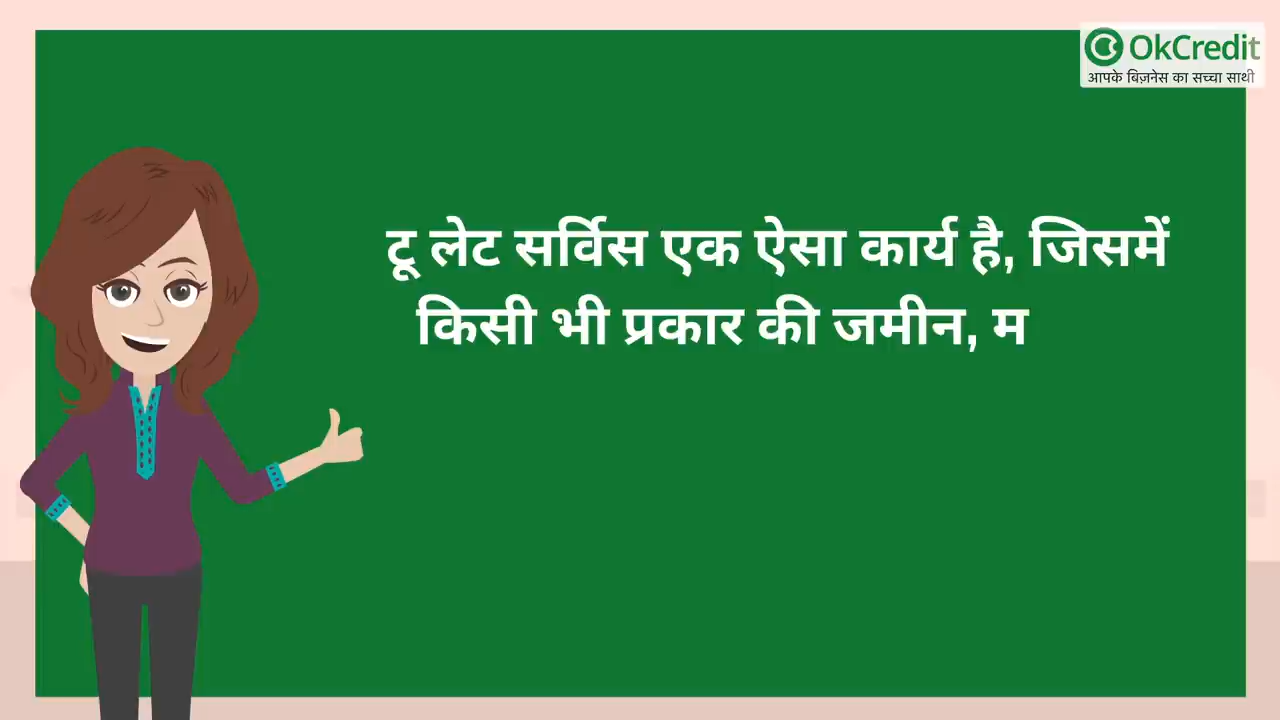 OkCredit
आपके बिज़नेस का सच्चा साथी
टू लेट सर्विस एक ऐसा कार्य है, जिसमें
किसी भी प्रकार की जमीन, म